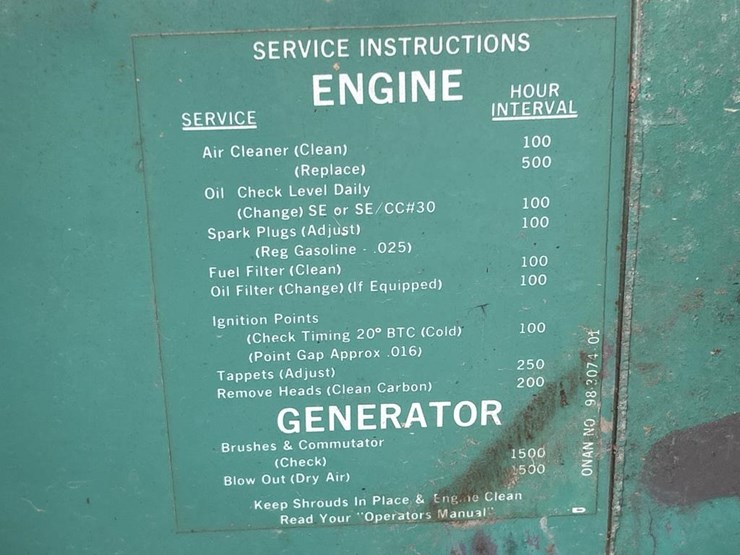 SERVICE INSTRUCTIONS
ENGINE
SERVICE HOUR INTERVAL
Air Cleaner (Clean) 100
(Replace) 500
Oil Check Level Daily
(Change) SE or SE/CC#30 100
Spark Plugs (Adjust) 100
(Reg Gasoline - .025)
Fuel Filter (Clean) 100
Oil Filter (Change) (If Equipped) 100
Ignition Points
(Check Timing 20° BTC (Cold) 100
(Point Gap Approx .016)
Tappets (Adjust) 250
Remove Heads (Clean Carbon) 200
GENERATOR
Brushes & Commutator
(Check) 1500
Blow Out (Dry Air) 1500
Keep Shrouds In Place & Engine Clean
Read Your "Operators Manual"
ONAN NO 98-3074-01